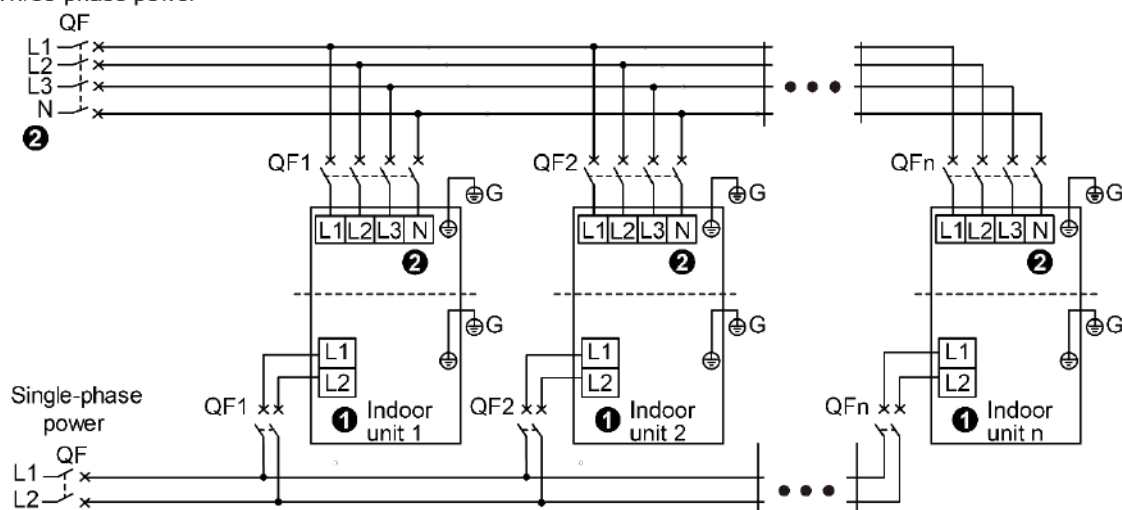 Three-phase power
QF
L1
L2
L3
N
2
QF1
QF2
QFn
G
G
G
L1 L2 L3 N
L1 L2 L3 N
L1 L2 L3 N
2
2
2
G
G
G
L1
L2
L1
L2
L1
L2
Single-phase
power
QF1
QF2
QFn
1 Indoor
unit 1
1 Indoor
unit 2
1 Indoor
unit n
QF
L1
L2